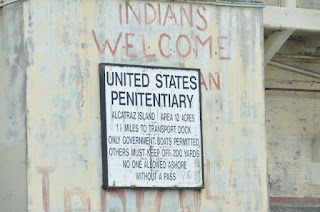 INDIANS
WELCOME
UNITED STATES
PENITENTIARY
ALCATRAZ ISLAND AREA 12 ACRES
1½ MILES TO TRANSPORT DOCK
ONLY GOVERNMENT BOATS PERMITTED
OTHERS MUST KEEP OFF 200 YARDS
NO ONE ALLOWED ASHORE
WITHOUT A PASS